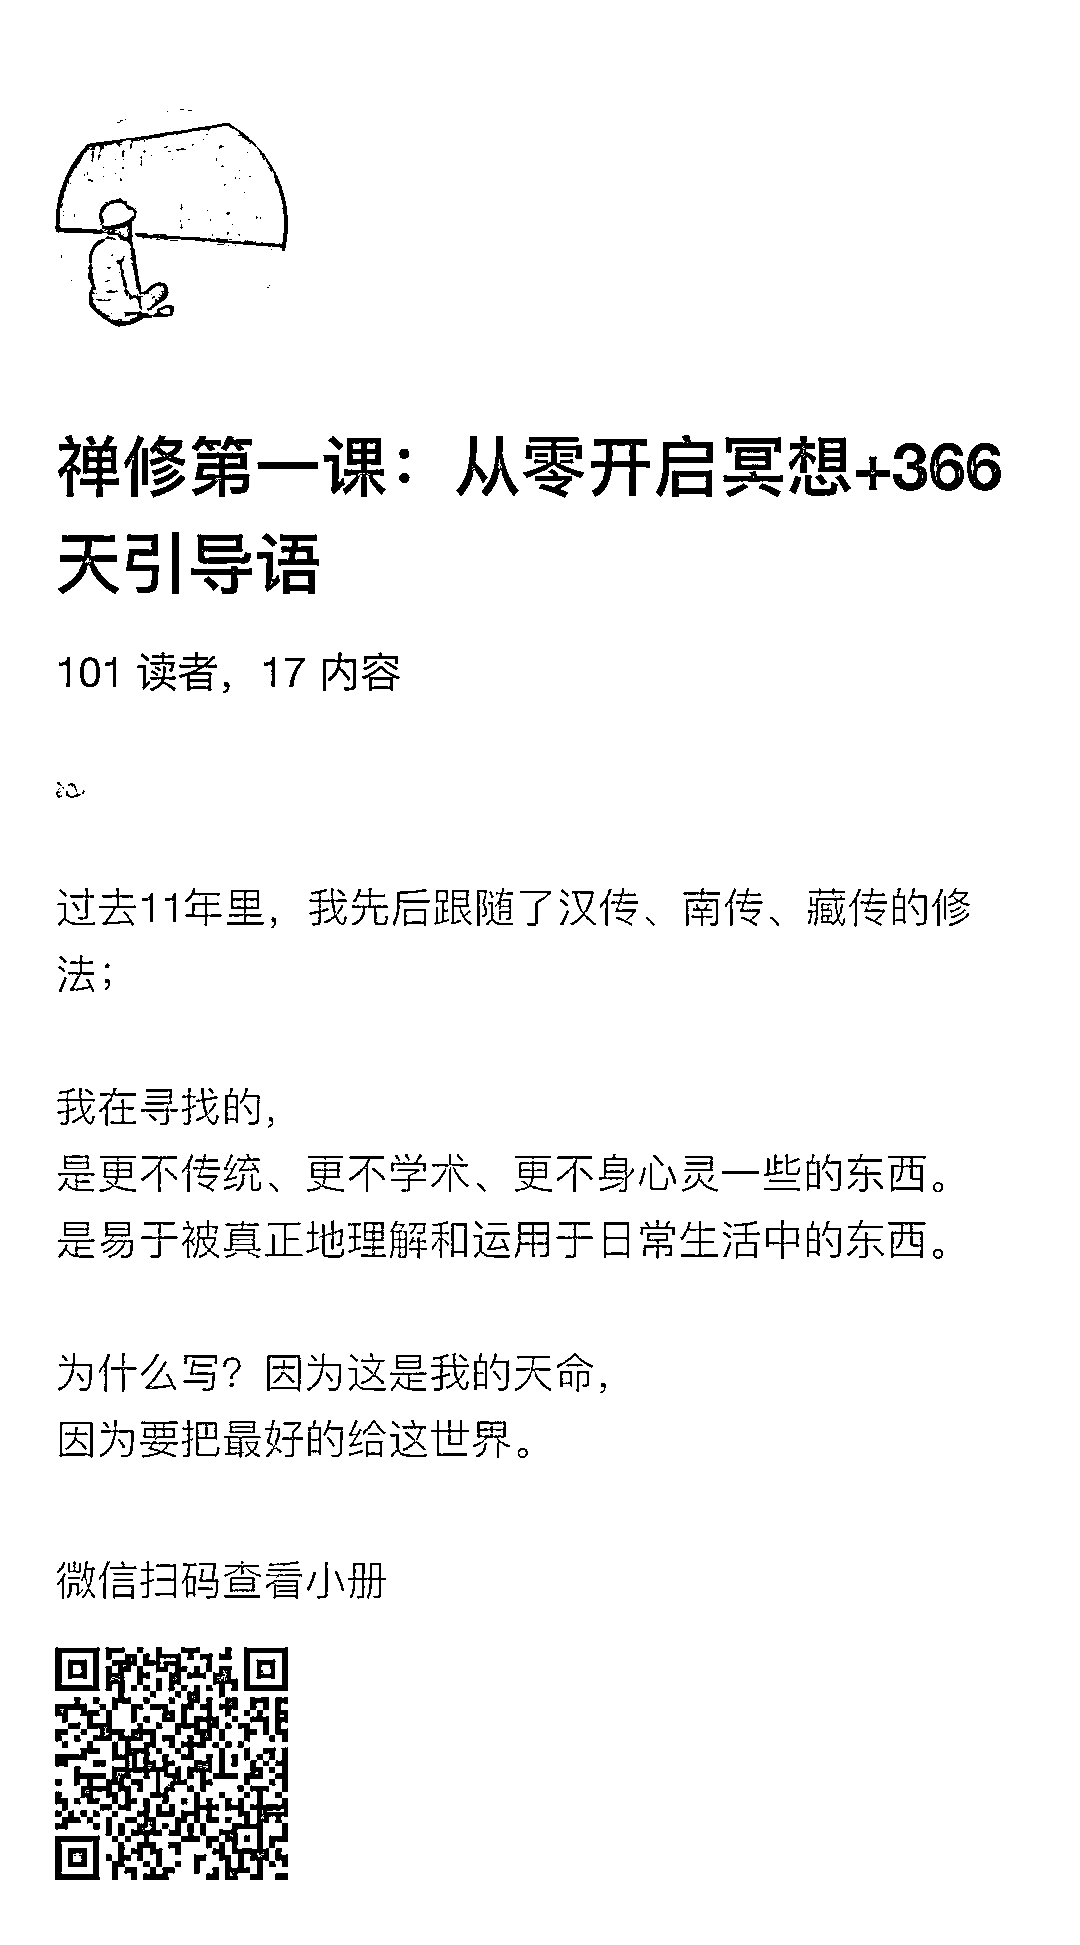 禅修第一课：从零开启冥想+366
天引导语
101 读者，17 内容
过去11年里，我先后跟随了汉传、南传、藏传的修
法；
我在寻找的，
是更不传统、更不学术、更不身心灵一些的东西。
是易于被真正地理解和运用于日常生活中的东西。
为什么写？因为这是我的天命，
因为要把最好的给这世界。
微信扫码查看小册